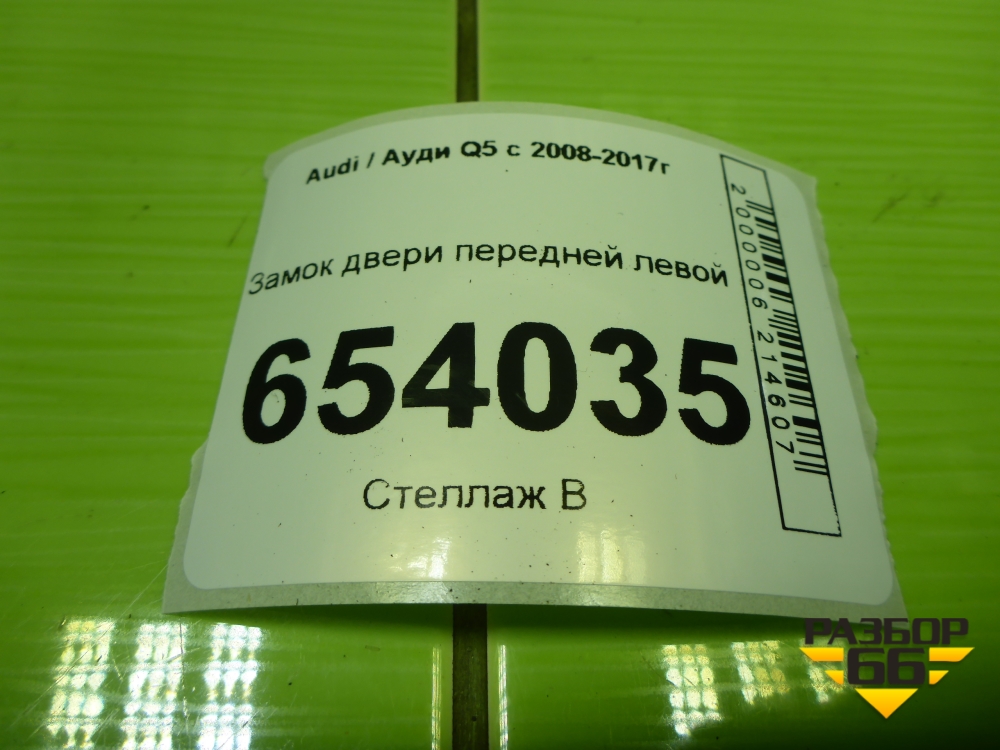 Audi / Ауди Q5 с 2008-2017г
Замок двери передней левой
654035
Стеллаж В
2000006214607
РАЗБОР
66